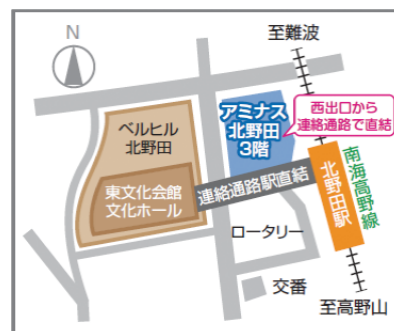 N
至難波
アミナス
北野田
3階
西出口から
連絡通路で直結
ベルヒル
北野田
東文化会館
文化ホール
連絡通路駅直結
北野田駅
南海高野線
ロータリー
交番
至高野山